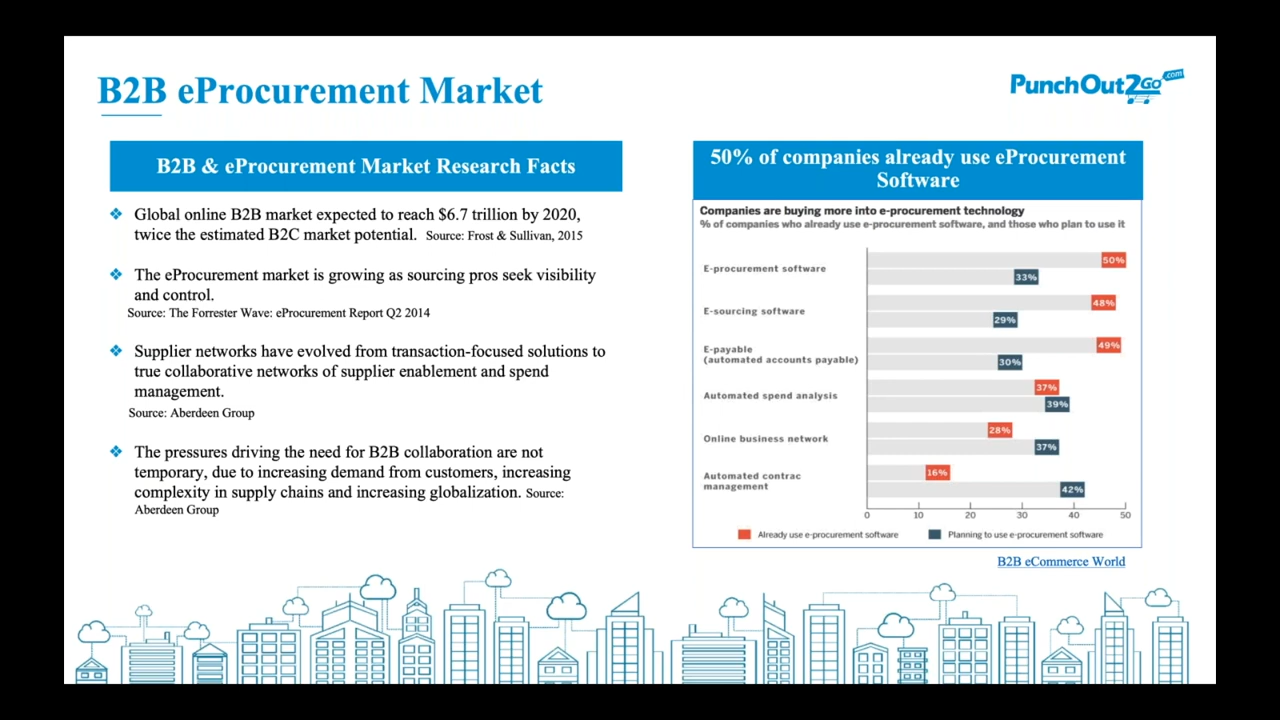 B2B eProcurement Market
PunchOut2Go.com
B2B & eProcurement Market Research Facts
Global online B2B market expected to reach $6.7 trillion by 2020,
twice the estimated B2C market potential. Source: Frost & Sullivan, 2015
The eProcurement market is growing as sourcing pros seek visibility
and control.
Source: The Forrester Wave: eProcurement Report Q2 2014
Supplier networks have evolved from transaction-focused solutions to
true collaborative networks of supplier enablement and spend
management.
Source: Aberdeen Group
The pressures driving the need for B2B collaboration are not
temporary, due to increasing demand from customers, increasing
complexity in supply chains and increasing globalization. Source:
Aberdeen Group
50% of companies already use eProcurement
Software
Companies are buying more into e-procurement technology
% of companies who already use e-procurement software, and those who plan to use it
E-procurement software
50%
33%
E-sourcing software
48%
29%
E-payable
(automated accounts payable)
49%
30%
Automated spend analysis
37%
39%
Online business network
28%
37%
Automated contrac
management
16%
42%
0 10 20 30 40 50
Already use e-procurement software
Planning to use e-procurement software
B2B eCommerce World